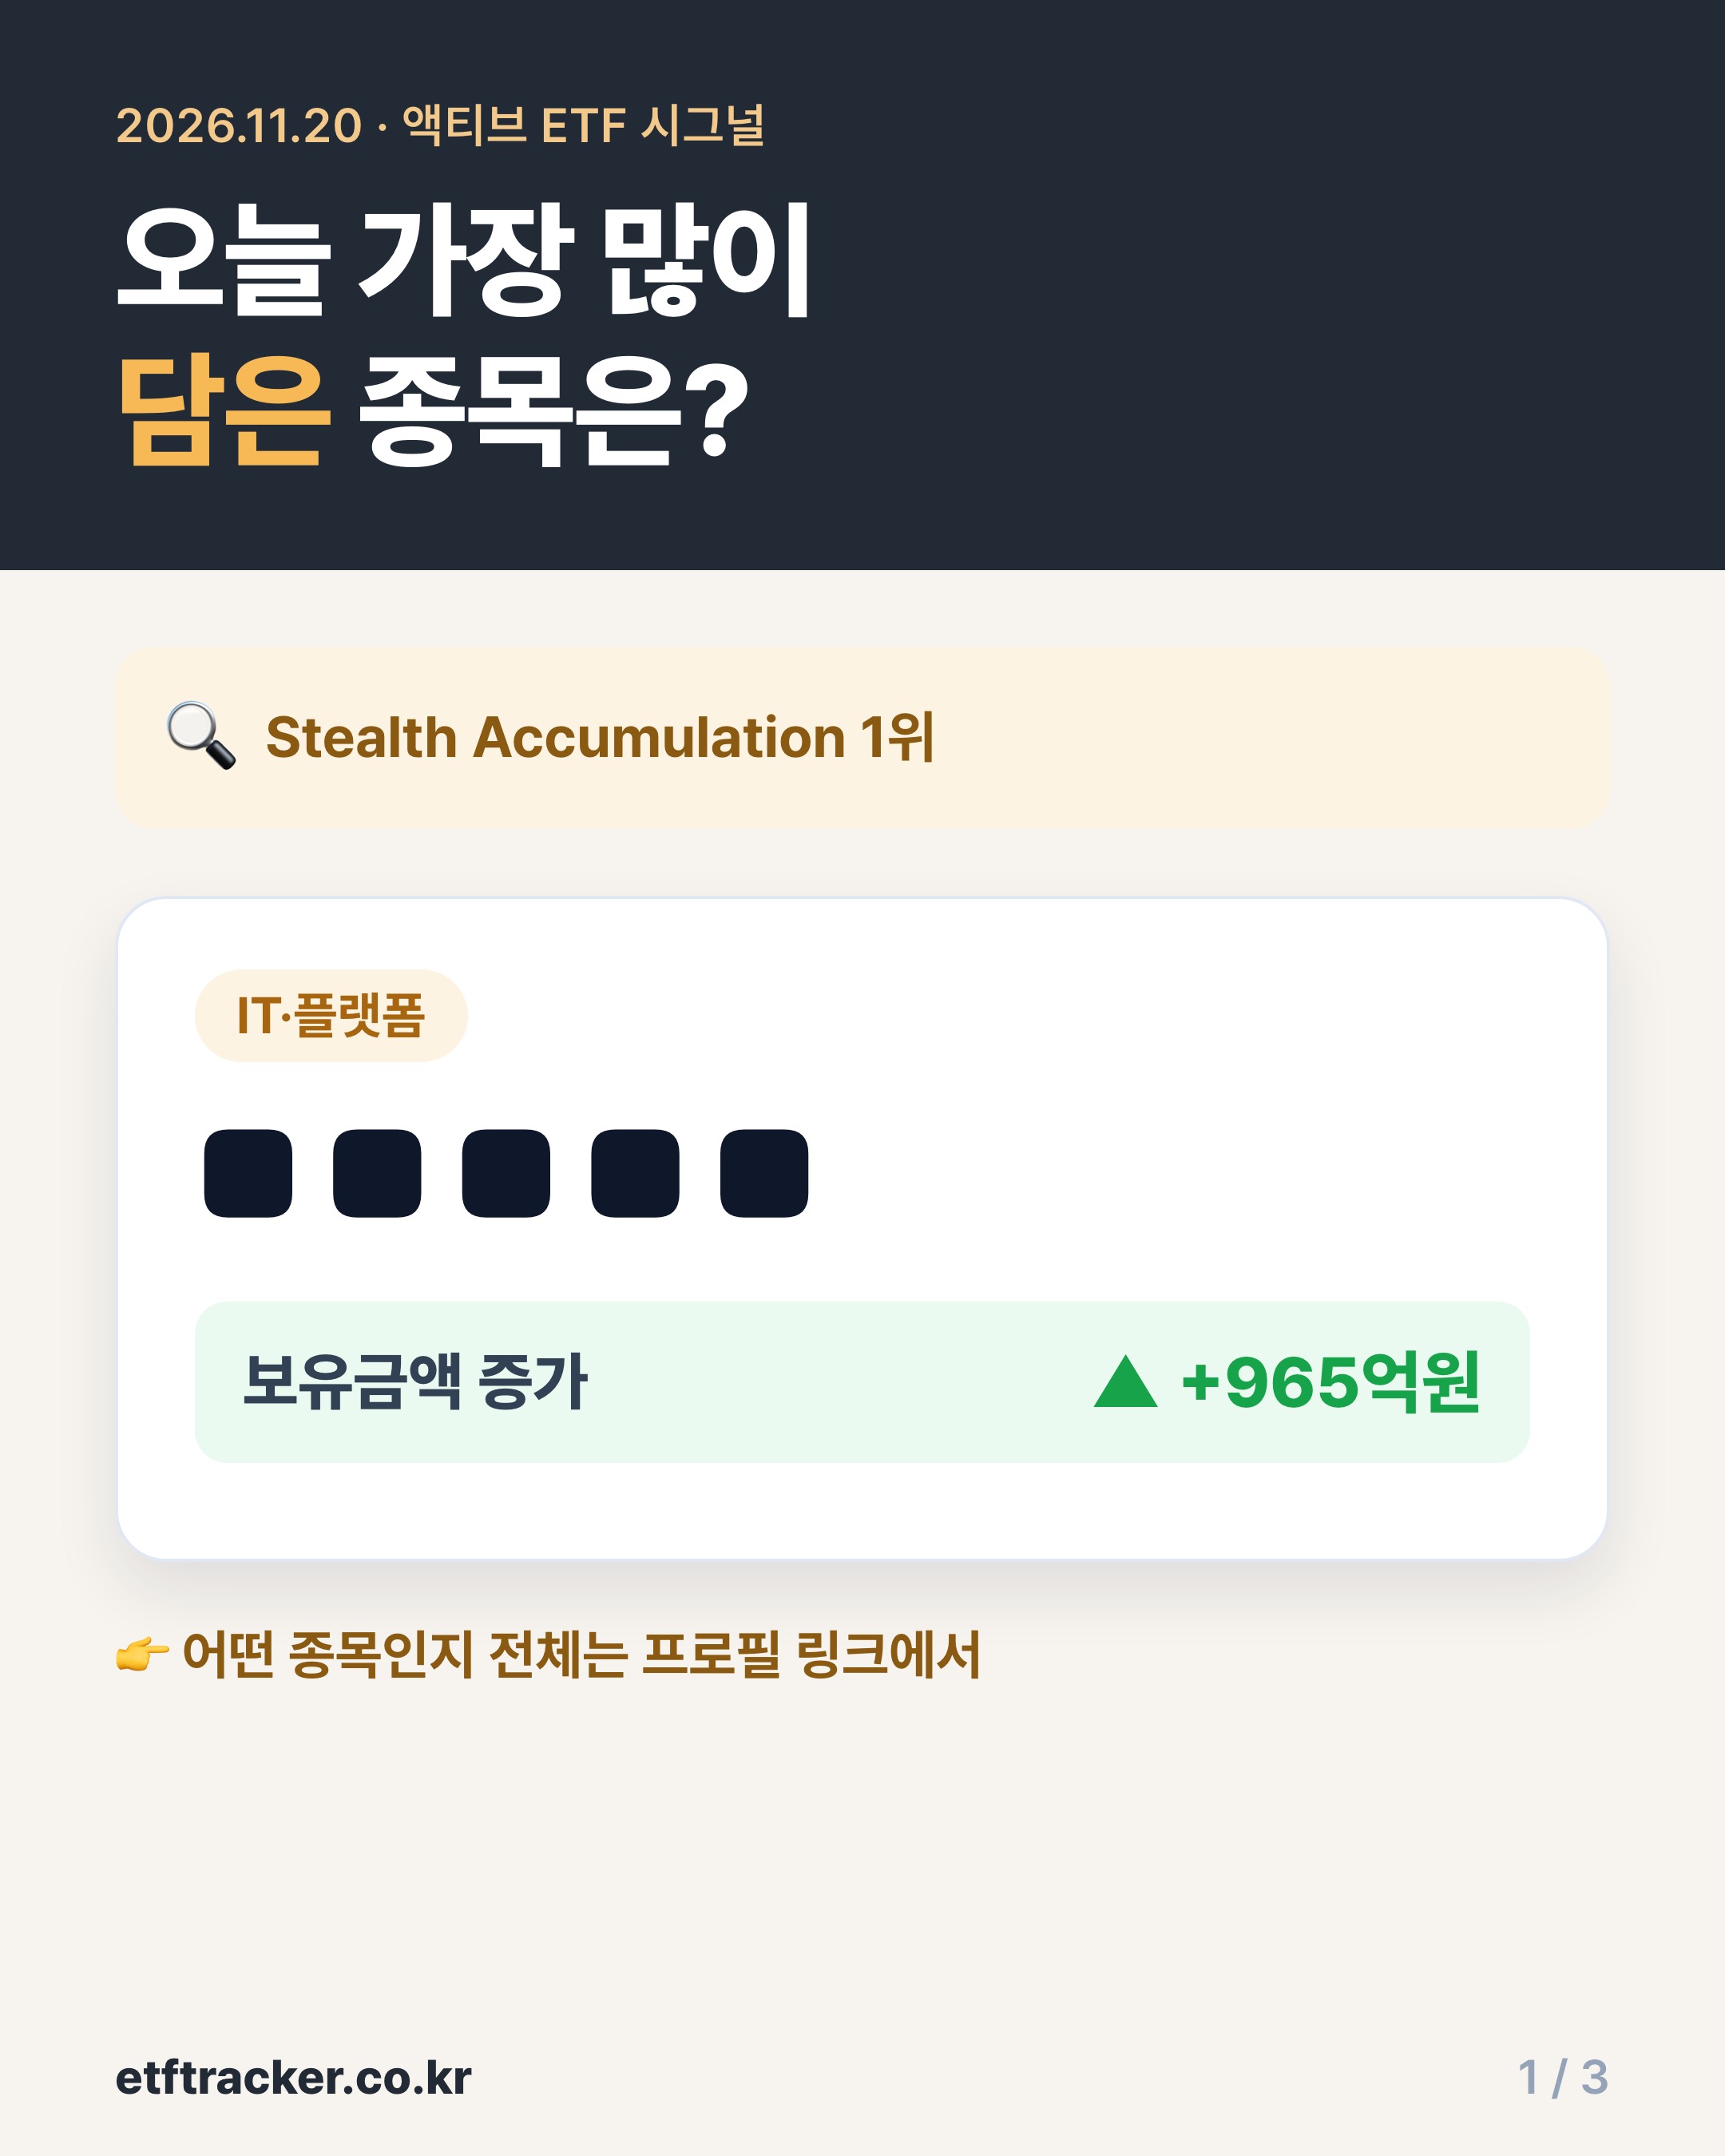 2026.11.20 · 액티브 ETF 시그널
오늘 가장 많이
담은 종목은?
🔍 Stealth Accumulation 1위
IT·플랫폼
■■■■■
보유금액 증가 ▲ +965억원
👉 어떤 종목인지 전체는 프로필 링크에서
etftracker.co.kr 1 / 3